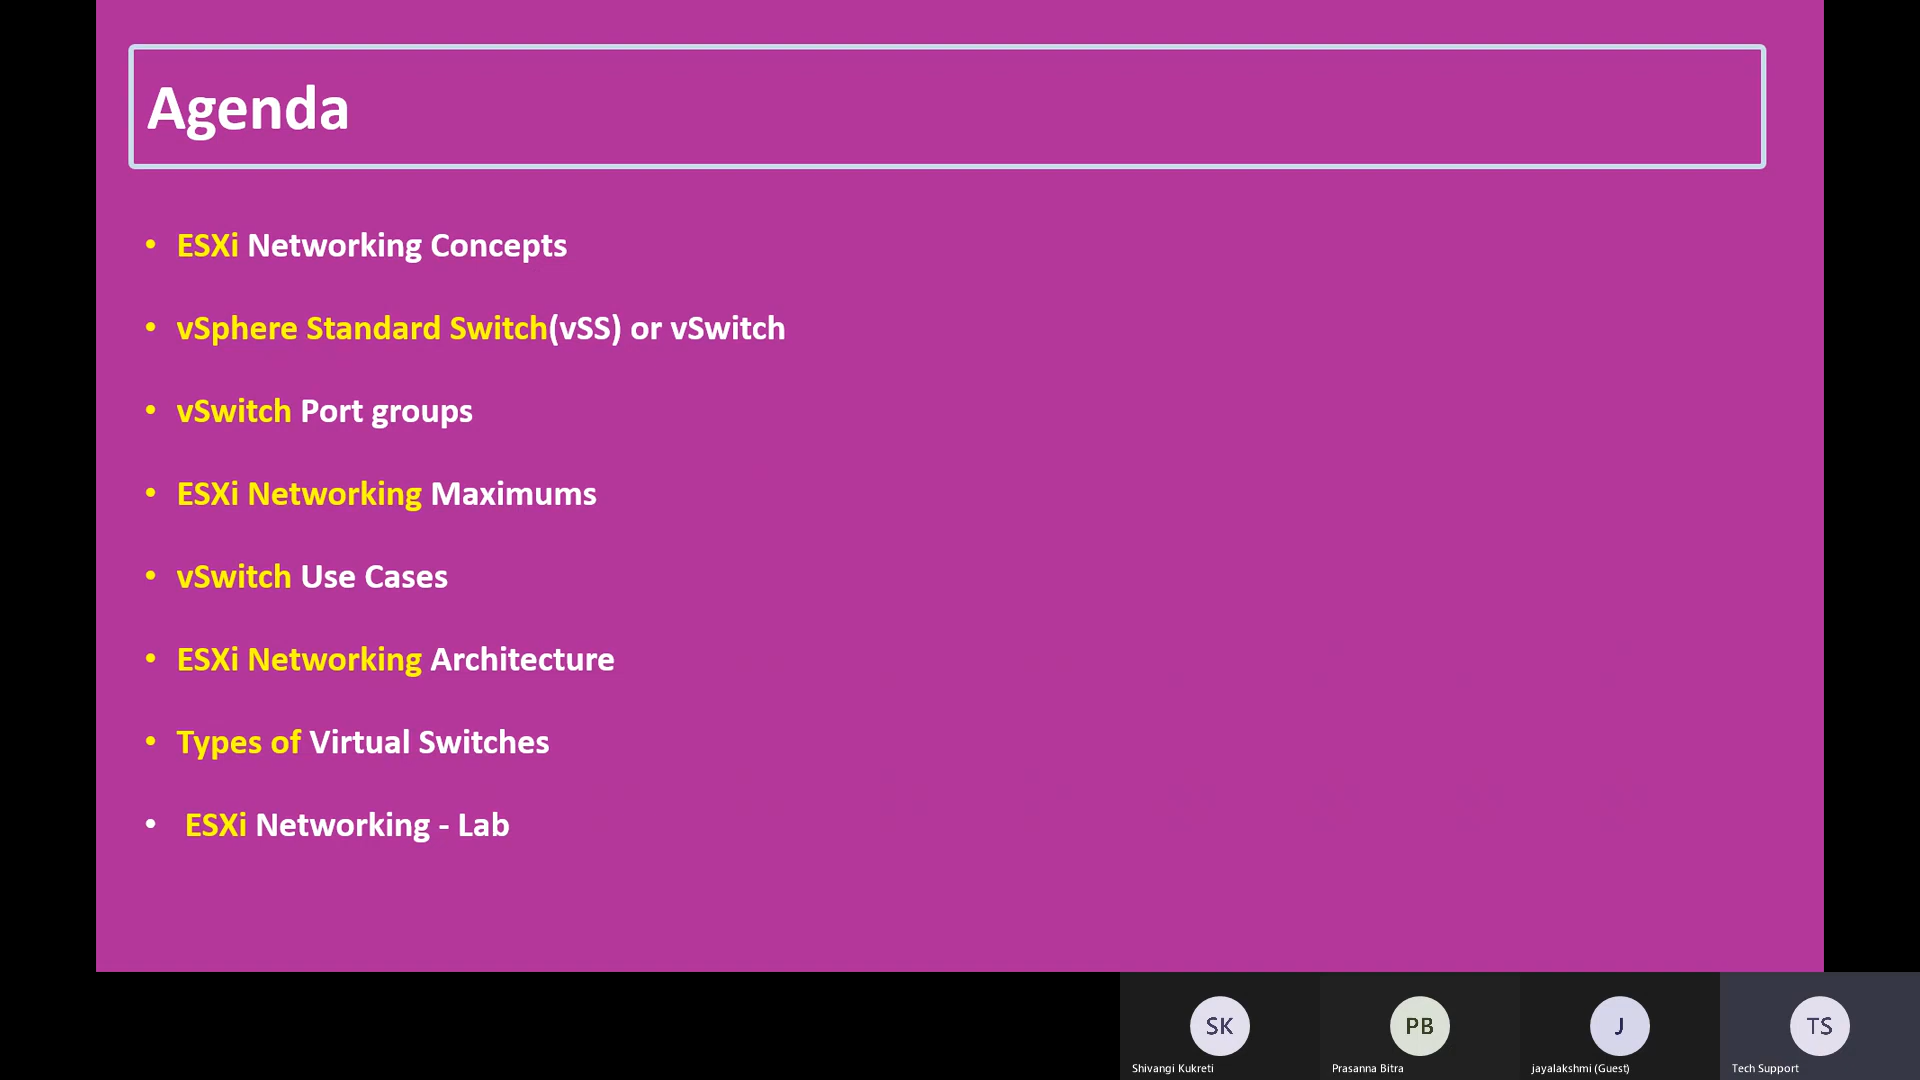 Agenda
• ESXi Networking Concepts
• vSphere Standard Switch(vSS) or vSwitch
• vSwitch Port groups
• ESXi Networking Maximums
• vSwitch Use Cases
• ESXi Networking Architecture
• Types of Virtual Switches
• ESXi Networking - Lab
SK PB J TS
Shivangi Kukreti Prasanna Bitra jayalakshmi (Guest) Tech Support